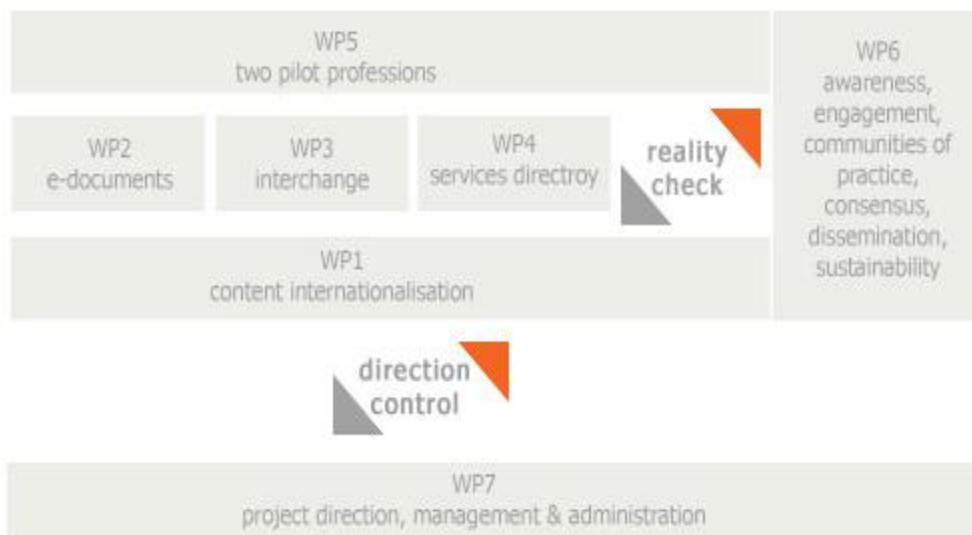 WP5
two pilot professions
WP2
e-documents
WP3
interchange
WP4
services directroy
reality
check
WP6
awareness,
engagement,
communities of
practice,
consensus,
dissemination,
sustainability
WP1
content internationalisation
direction
control
WP7
project direction, management & administration